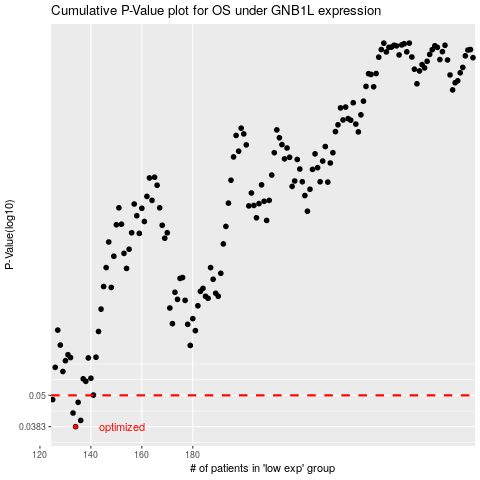 Cumulative P-Value plot for OS under GNB1L expression
P-Value(log10)
0.05
0.0383
optimized
120 140 160 180
# of patients in 'low exp' group